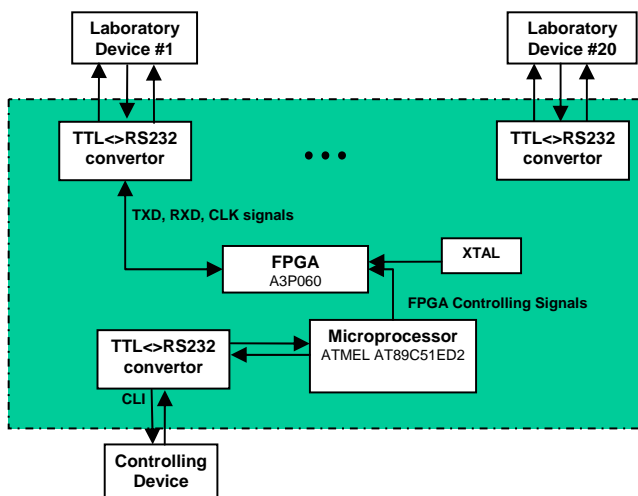 Laboratory
Device #1
Laboratory
Device #20
TTL<>RS232
convertor
• • •
TTL<>RS232
convertor
TXD, RXD, CLK signals
FPGA
A3P060
XTAL
FPGA Controlling Signals
TTL<>RS232
convertor
Microprocessor
ATMEL AT89C51ED2
CLI
Controlling
Device